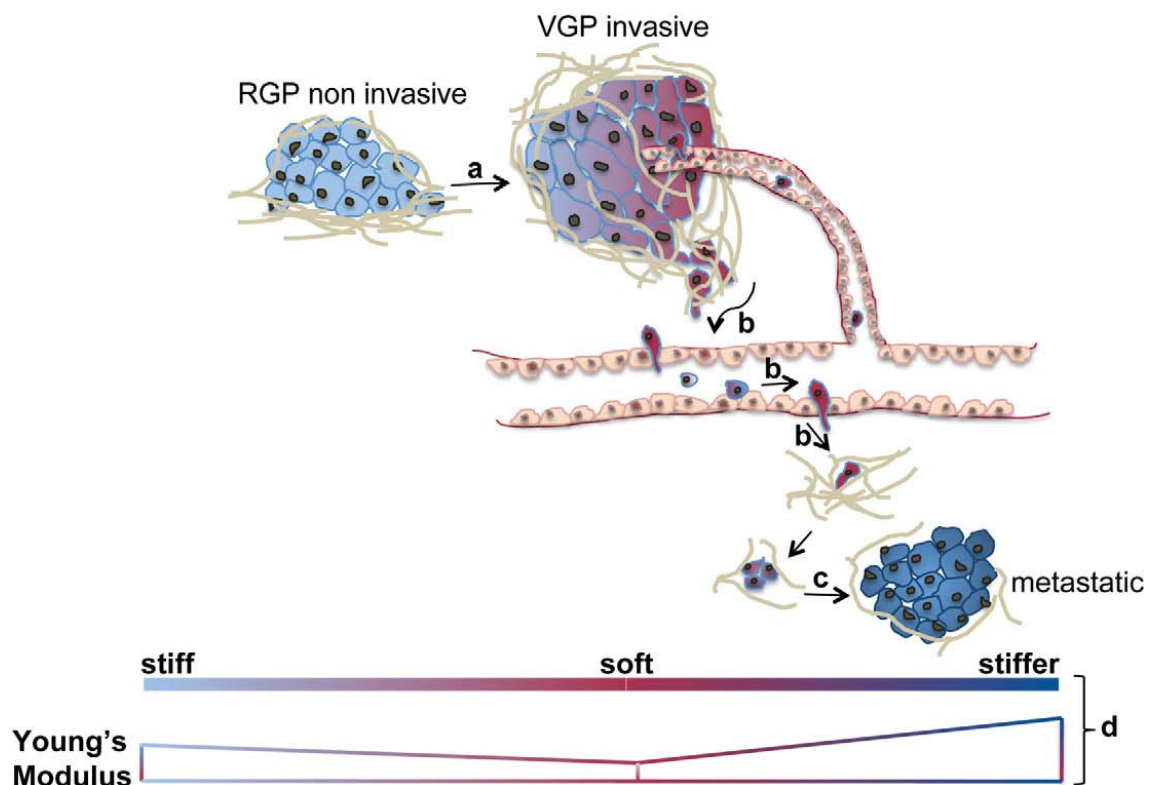 VGP invasive
RGP non invasive
a
b
b
b
c
metastatic
stiff soft stiffer
d
Young's
Modulus